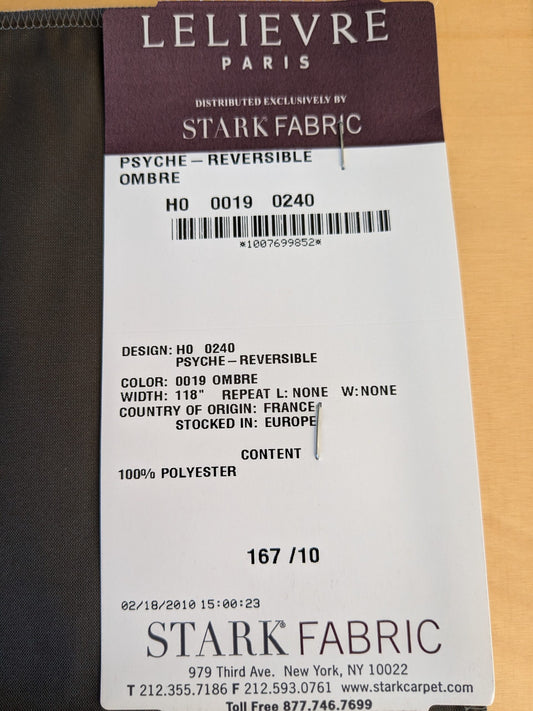 LELIEVRE
PARIS
DISTRIBUTED EXCLUSIVELY BY
STARK FABRIC
PSYCHE-REVERSIBLE
OMBRE
H0 0019 0240
*1007699852*
DESIGN: H0 0240
PSYCHE-REVERSIBLE
COLOR: 0019 OMBRE
WIDTH: 118" REPEAT L: NONE W:NONE
COUNTRY OF ORIGIN: FRANCE
STOCKED IN: EUROPE
CONTENT
100% POLYESTER
167 /10
02/18/2010 15:00:23
STARK® FABRIC
979 Third Ave. New York, NY 10022
T 212.355.7186 F 212.593.0761 www.starkcarpet.com
Toll Free 877.746.7699